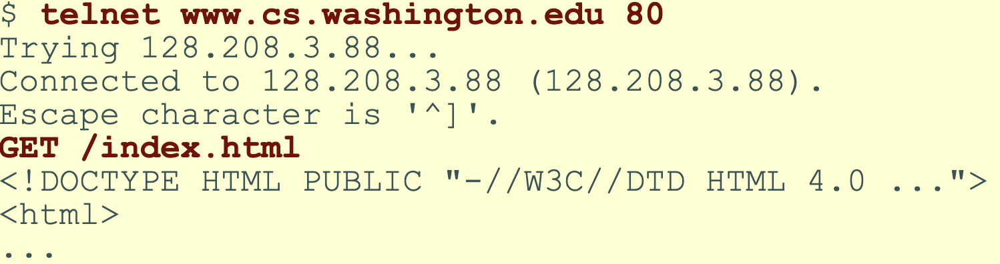 $ telnet www.cs.washington.edu 80
Trying 128.208.3.88...
Connected to 128.208.3.88 (128.208.3.88).
Escape character is '^]'.
GET /index.html
<!DOCTYPE HTML PUBLIC "-//W3C//DTD HTML 4.0 ...">
<html>
...